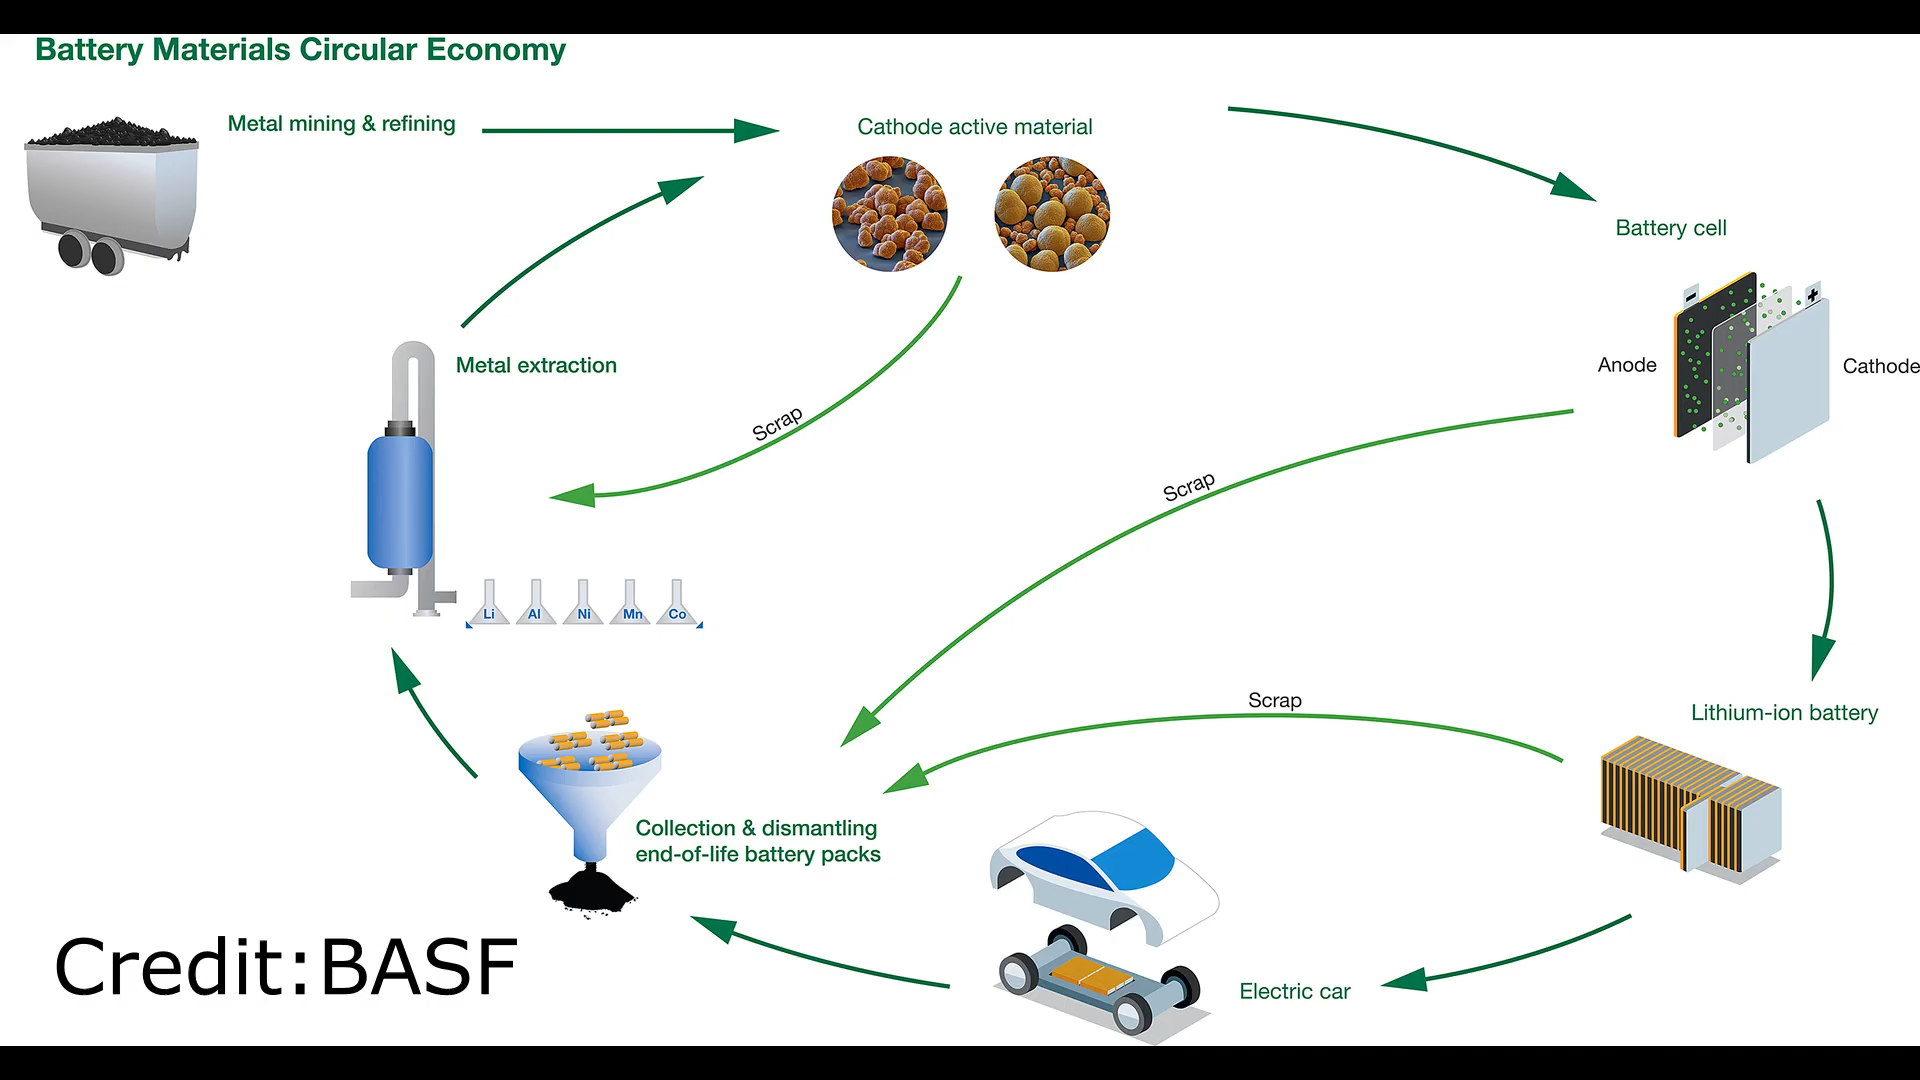 Battery Materials Circular Economy
Metal mining & refining
Cathode active material
Battery cell
-
+
Anode
Cathode
Metal extraction
Scrap
Scrap
Li
Al
Ni
Mn
Co
Scrap
Lithium-ion battery
Collection & dismantling
end-of-life battery packs
Electric car
Credit:BASF